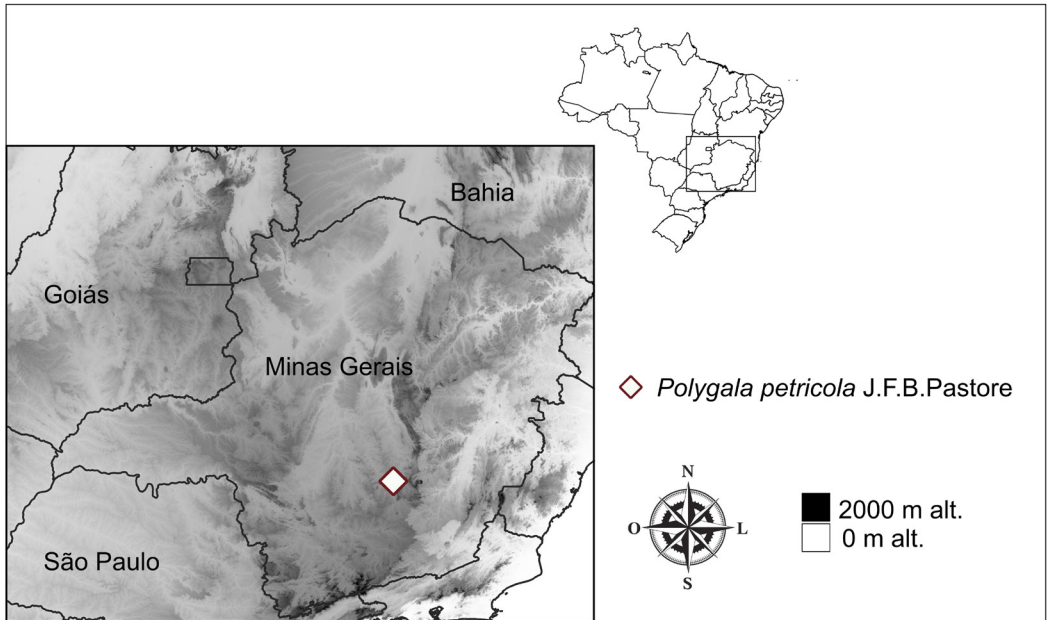 Bahia
Goiás
Minas Gerais
São Paulo
Polygala petricola J.F.B.Pastore
N
O L
S
2000 m alt.
0 m alt.